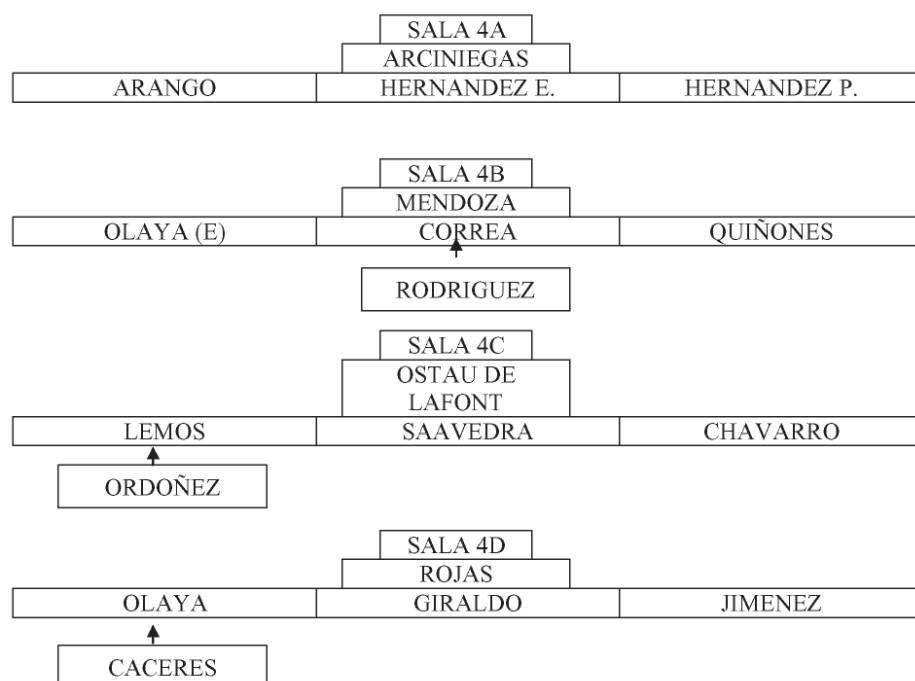 SALA 4A
ARCINIEGAS
ARANGO HERNANDEZ E. HERNANDEZ P.
SALA 4B
MENDOZA
OLAYA (E) CORREA QUIÑONES
RODRIGUEZ
SALA 4C
OSTAU DE
LAFONT
LEMOS SAAVEDRA CHAVARRO
ORDOÑEZ
SALA 4D
ROJAS
OLAYA GIRALDO JIMENEZ
CACERES